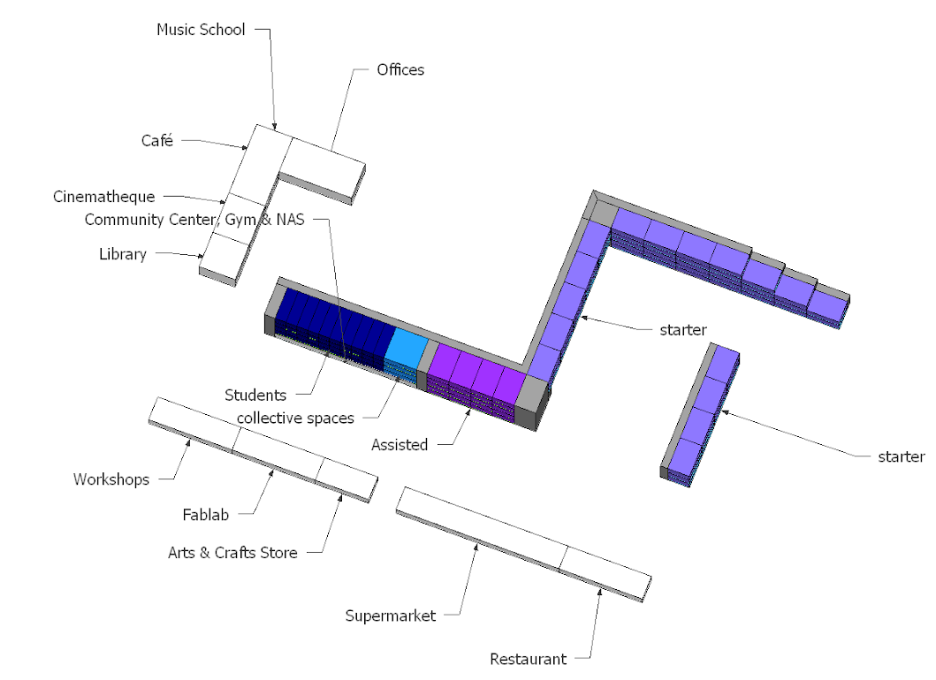 Music School
Offices
Café
Cinematheque
Community Center, Gym & NAS
Library
starter
Students
collective spaces
Assisted
starter
Workshops
Fablab
Arts & Crafts Store
Supermarket
Restaurant